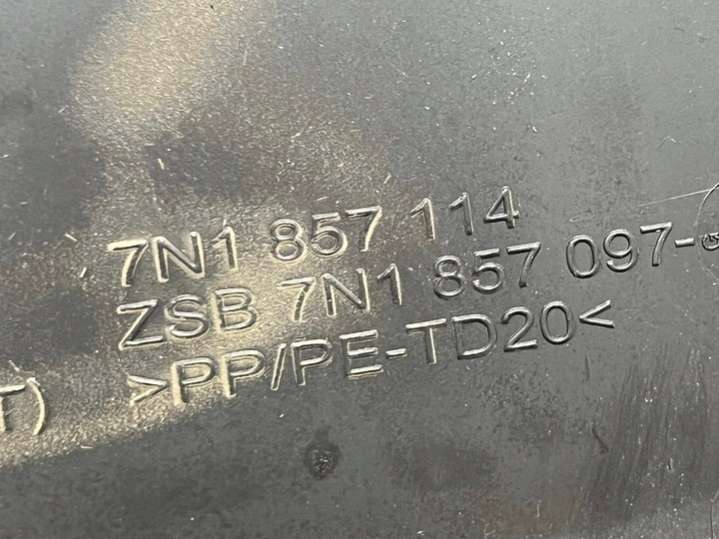 7N1 857 114
ZSB 7N1 857 097-
>PP/PE-TD20<
T)